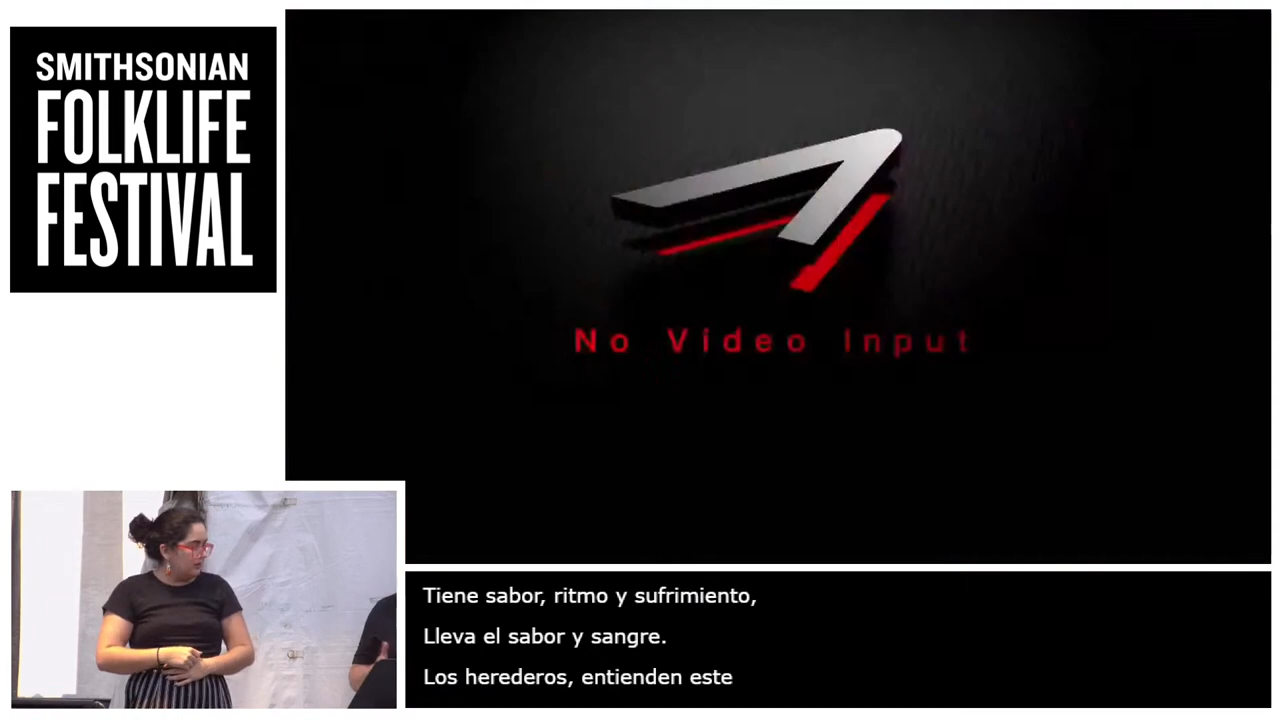 SMITHSONIAN
FOLKLIFE
FESTIVAL
No Video Input
Tiene sabor, ritmo y sufrimiento,
Lleva el sabor y sangre.
Los herederos, entienden este